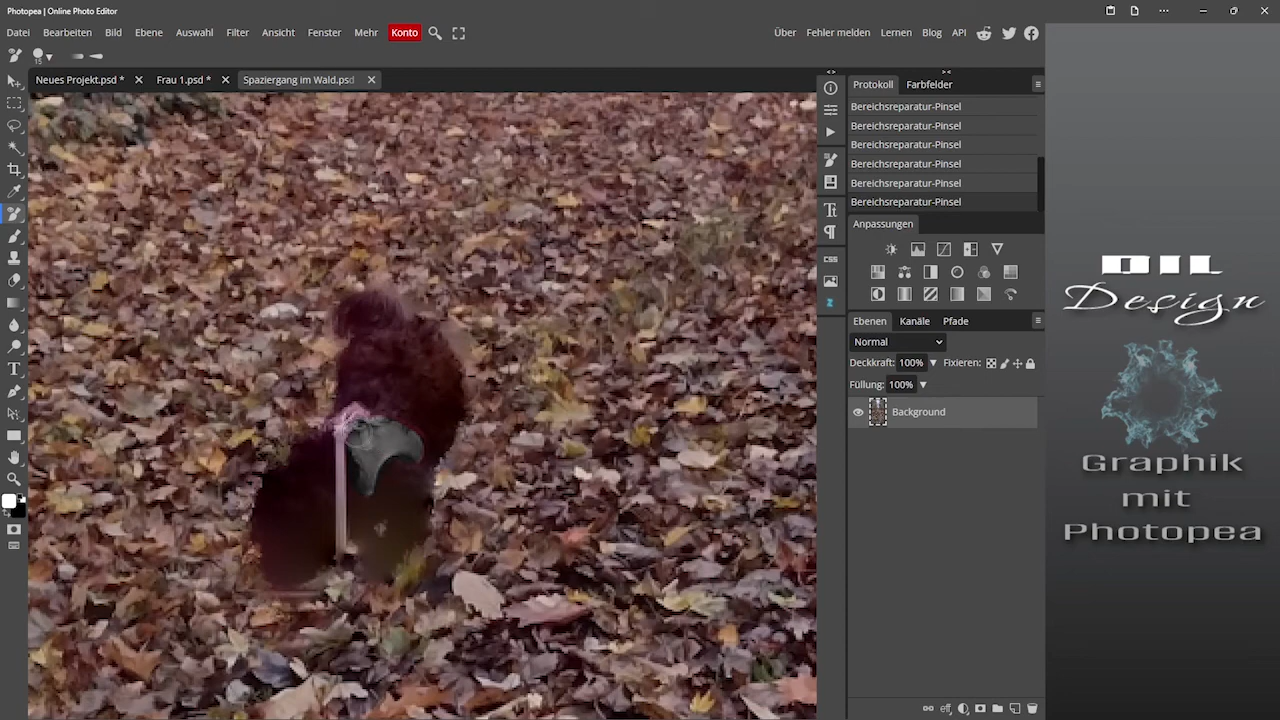 Photopea | Online Photo Editor
Datei Bearbeiten Bild Ebene Auswahl Filter Ansicht Fenster Mehr Konto
Über Fehler melden Lernen Blog API
15
Neues Projekt.psd *
Frau 1.psd *
Spaziergang im Wald.psd
Protokoll Farbfelder
Bereichsreparatur-Pinsel
Bereichsreparatur-Pinsel
Bereichsreparatur-Pinsel
Bereichsreparatur-Pinsel
Bereichsreparatur-Pinsel
Bereichsreparatur-Pinsel
Anpassungen
CSS
Ebenen Kanäle Pfade
Normal
Deckkraft: 100% Fixieren:
Füllung: 100%
Background
DIL
Design
Graphik
mit
Photopea